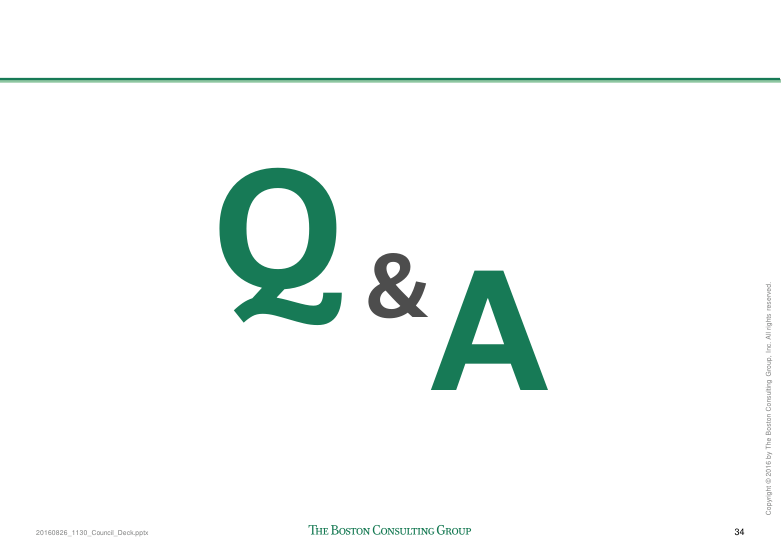 Q & A
Copyright © 2016 by The Boston Consulting Group, Inc. All rights reserved.
20160826_1130_Council_Deck.pptx
THE BOSTON CONSULTING GROUP
34